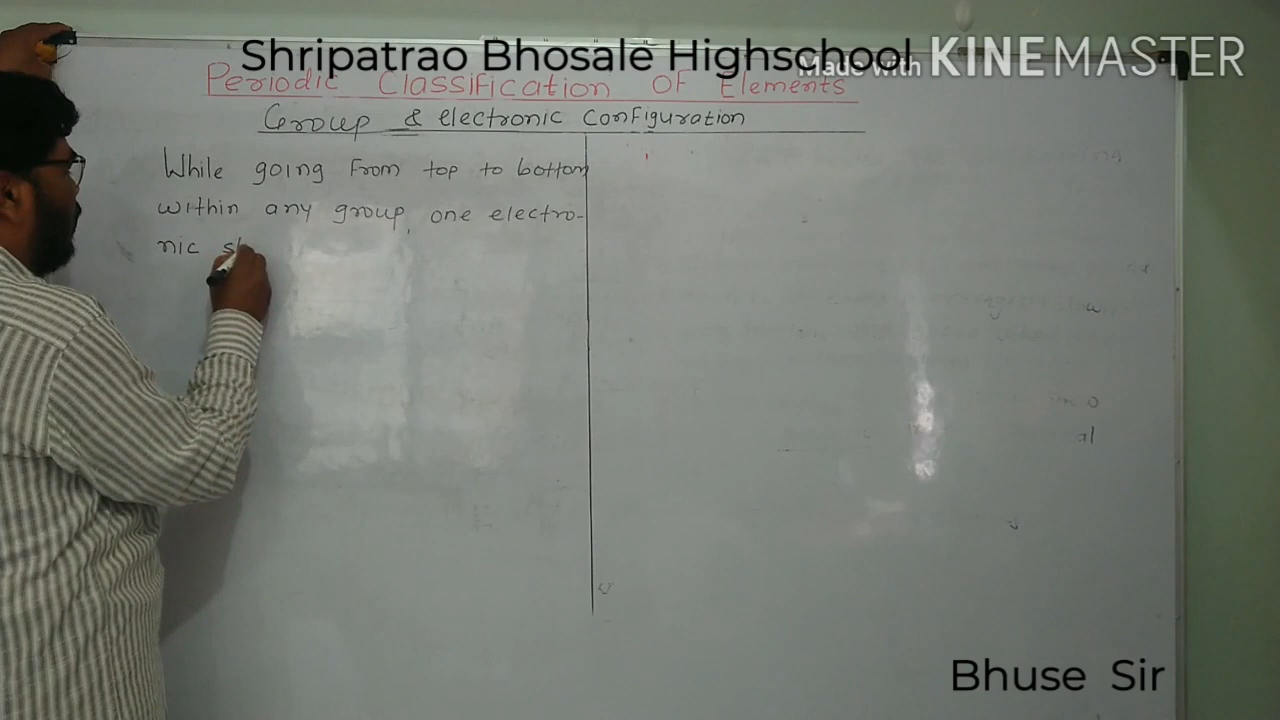 Shripatrao Bhosale Highschool
Made with KINEMASTER
Periodic Classification OF Elements
Group & electronic configuration
While going From top to bottom
within any group, one electro-
nic sh
Bhuse Sir